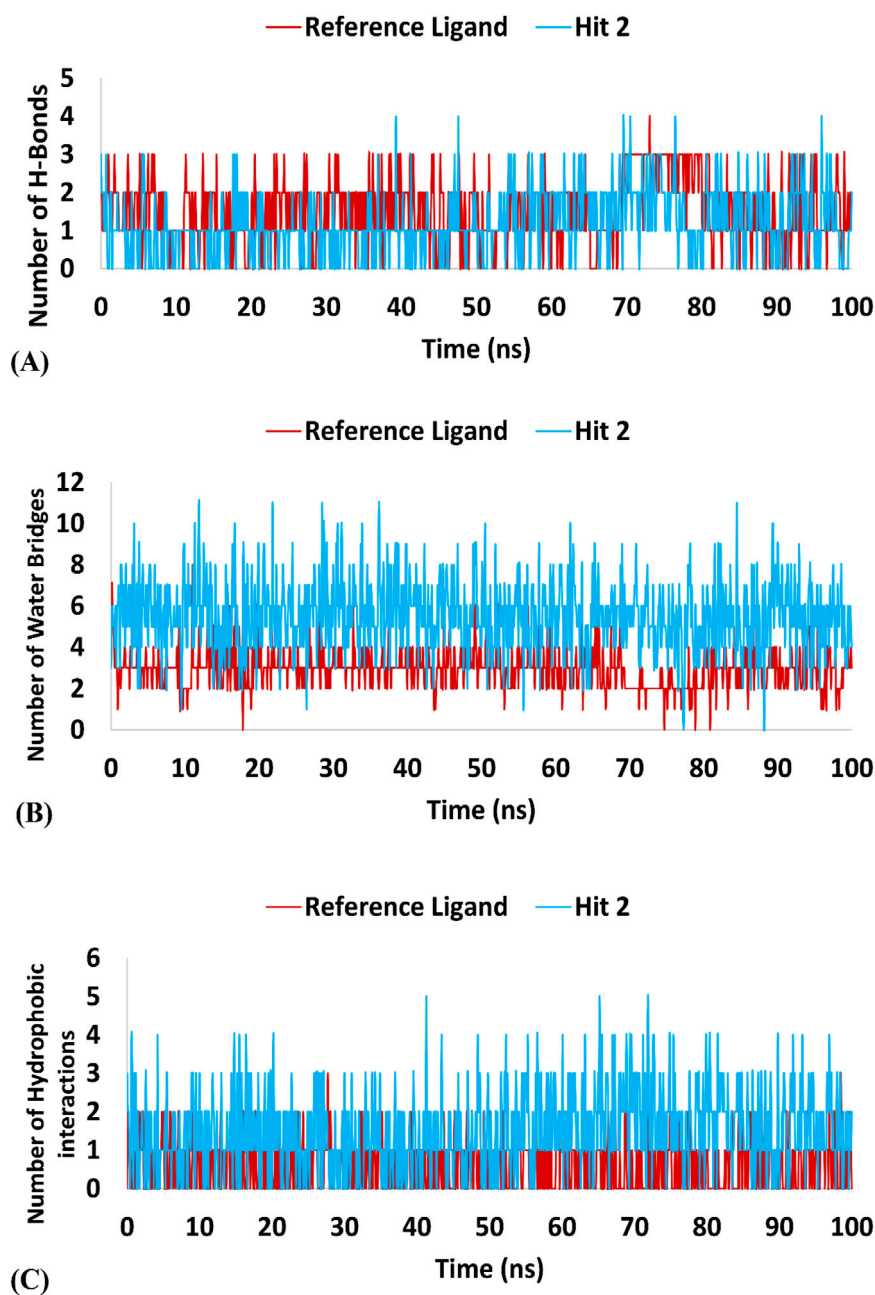 Reference Ligand Hit 2
Number of H-Bonds
5
4
3
2
1
0
0 10 20 30 40 50 60 70 80 90 100
Time (ns)
(A)
Reference Ligand Hit 2
Number of Water Bridges
12
10
8
6
4
2
0
0 10 20 30 40 50 60 70 80 90 100
Time (ns)
(B)
Reference Ligand Hit 2
Number of Hydrophobic
interactions
6
5
4
3
2
1
0
0 10 20 30 40 50 60 70 80 90 100
Time (ns)
(C)